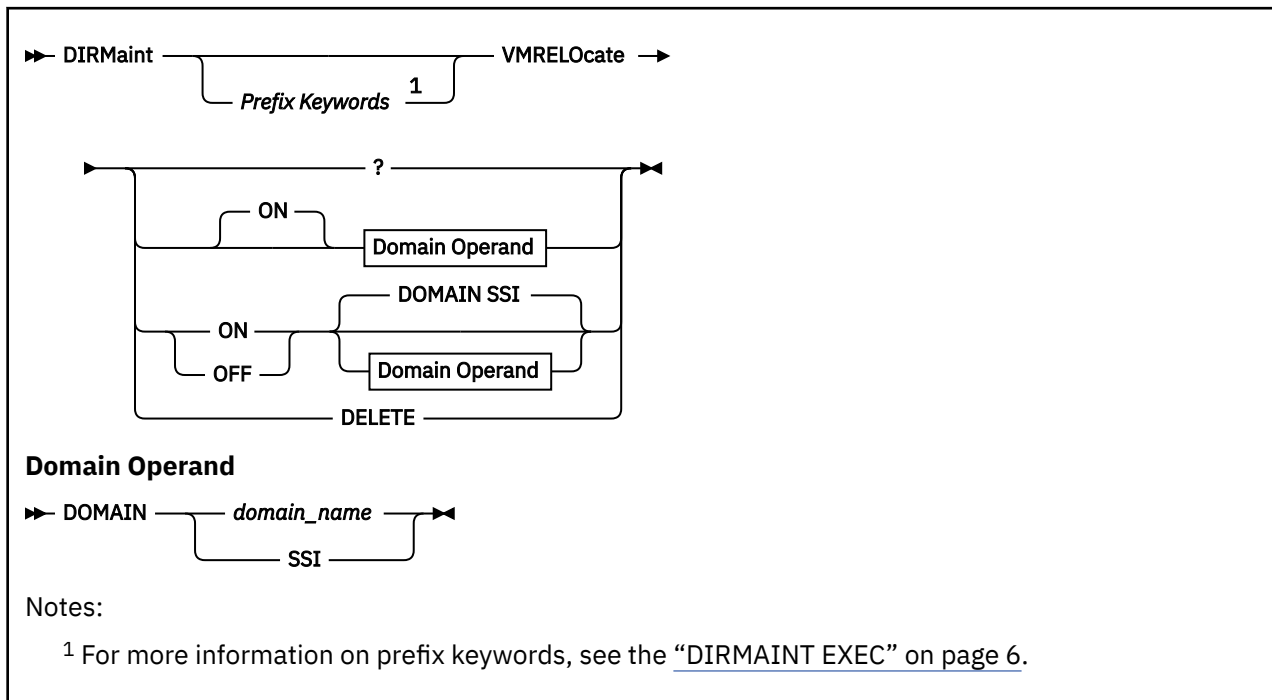 DIRMaint VMRELOcate
Prefix Keywords 1
?
ON
Domain Operand
DOMAIN SSI
ON
OFF Domain Operand
DELETE
Domain Operand
DOMAIN domain_name
SSI
Notes:
1 For more information on prefix keywords, see the “DIRMAINT EXEC” on page 6.